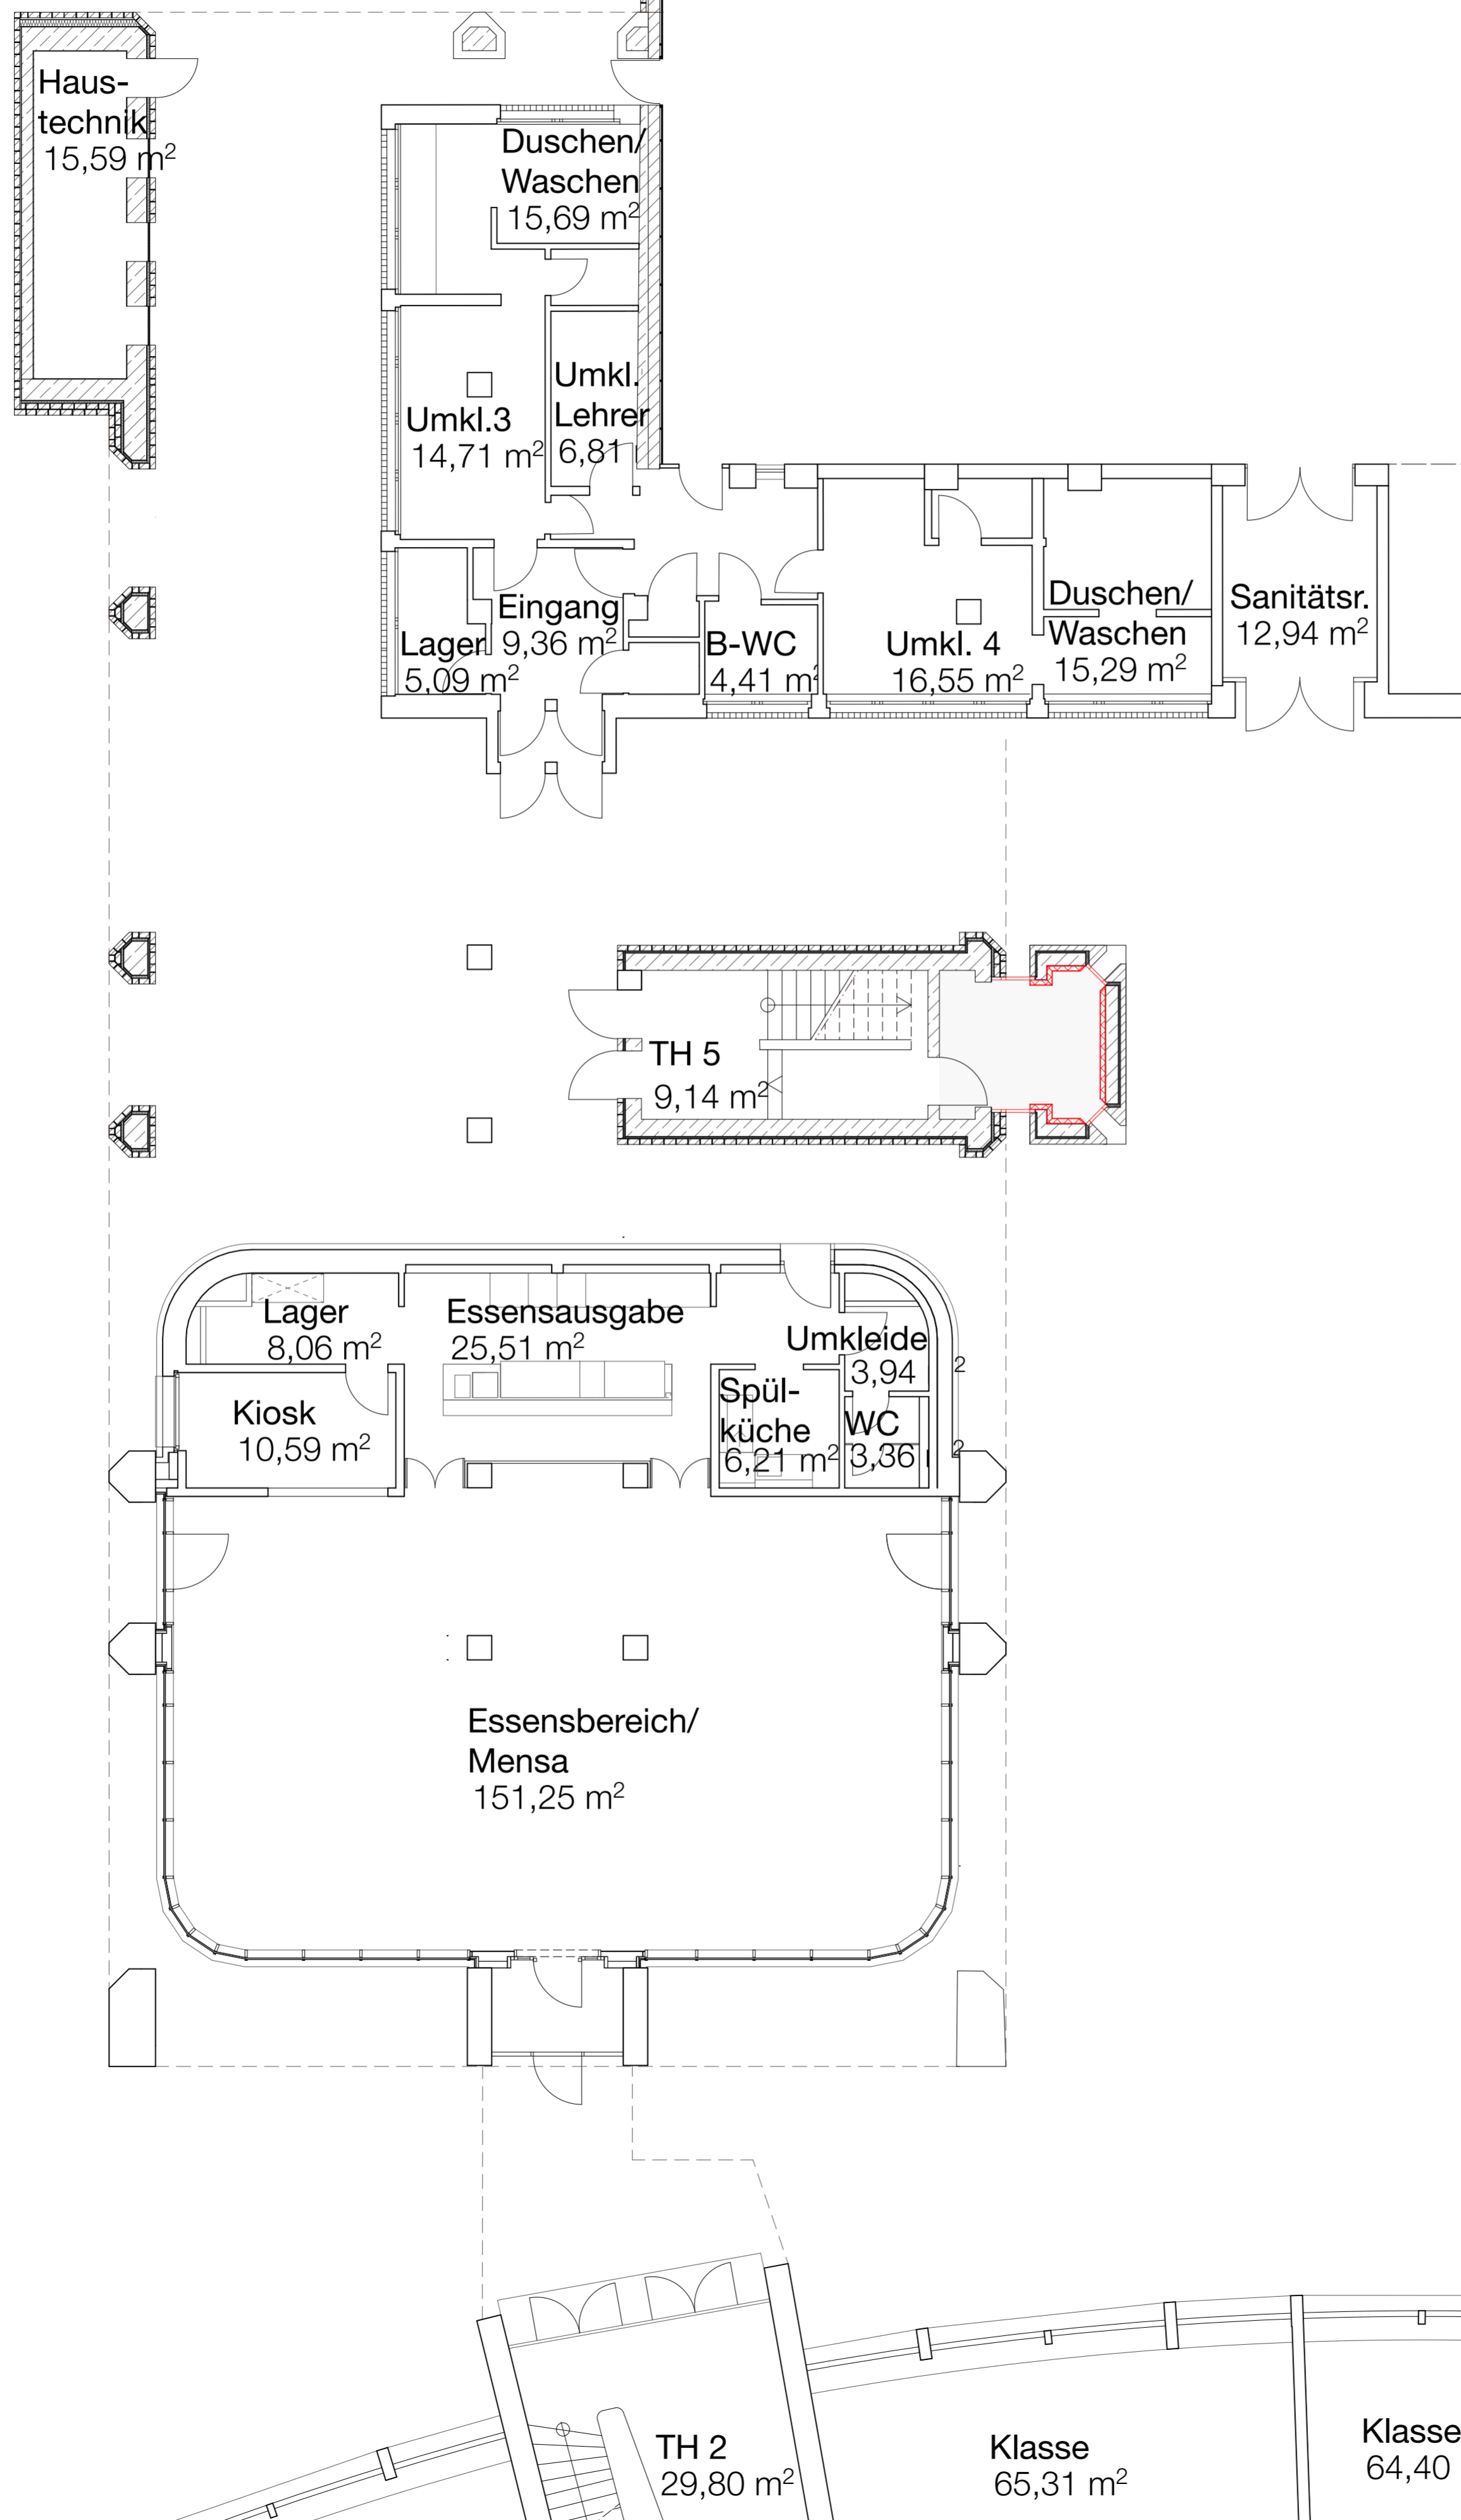 Haus-
technik
15,59 m²
Duschen/
Waschen
15,69 m²
Umkl.3
14,71 m²
Umkl.
Lehrer
6,81
Eingang
9,36 m²
Lager
5,09 m²
B-WC
4,41 m²
Umkl. 4
16,55 m²
Duschen/
Waschen
15,29 m²
Sanitätsr.
12,94 m²
TH 5
9,14 m²
Lager
8,06 m²
Essensausgabe
25,51 m²
Umkleide
3,94
2
Kiosk
10,59 m²
Spül-
küche
6,21 m²
WC
3,36
2
Essensbereich/
Mensa
151,25 m²
TH 2
29,80 m²
Klasse
65,31 m²
Klasse
64,40